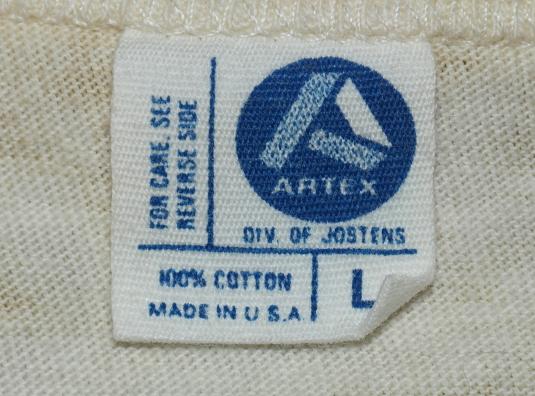 FOR CARE, SEE
REVERSE SIDE
ARTEX
DIV. OF JOSTENS
100% COTTON
MADE IN U.S.A
L